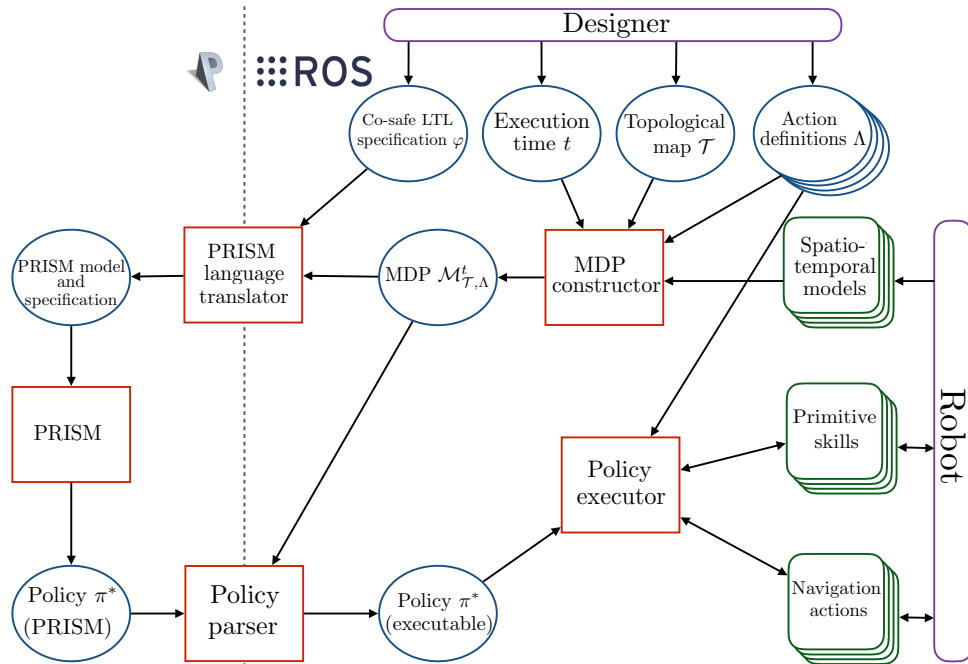 Designer
P
ROS
Co-safe LTL
specification φ
Execution
time t
Topological
map 𝒯
Action
definitions Λ
PRISM model
and
specification
PRISM
language
translator
MDP ℳᵗ_𝒯,Λ
MDP
constructor
Spatio-
temporal
models
Robot
PRISM
Primitive
skills
Policy
executor
Policy π*
(PRISM)
Policy
parser
Policy π*
(executable)
Navigation
actions